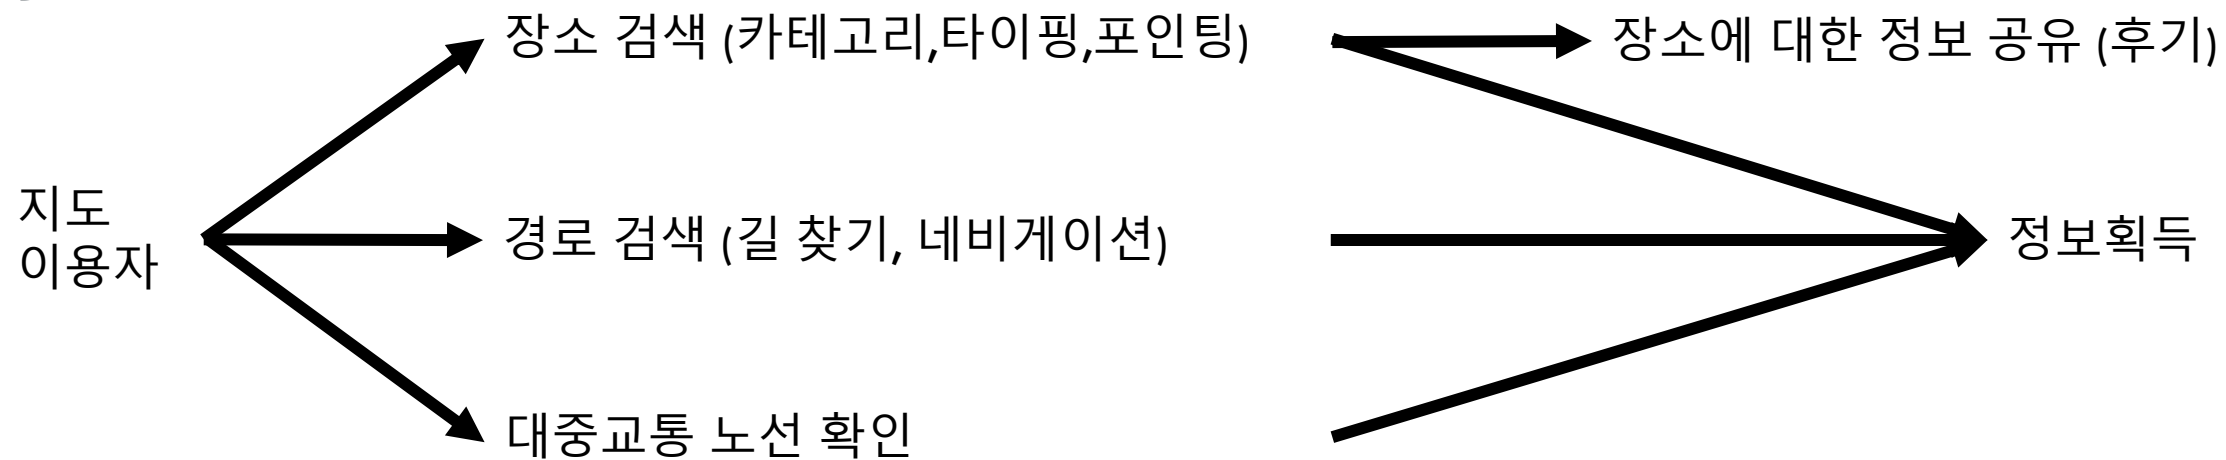 장소 검색 (카테고리,타이핑,포인팅)
장소에 대한 정보 공유 (후기)
지도
이용자
경로 검색 (길 찾기, 네비게이션)
정보획득
대중교통 노선 확인